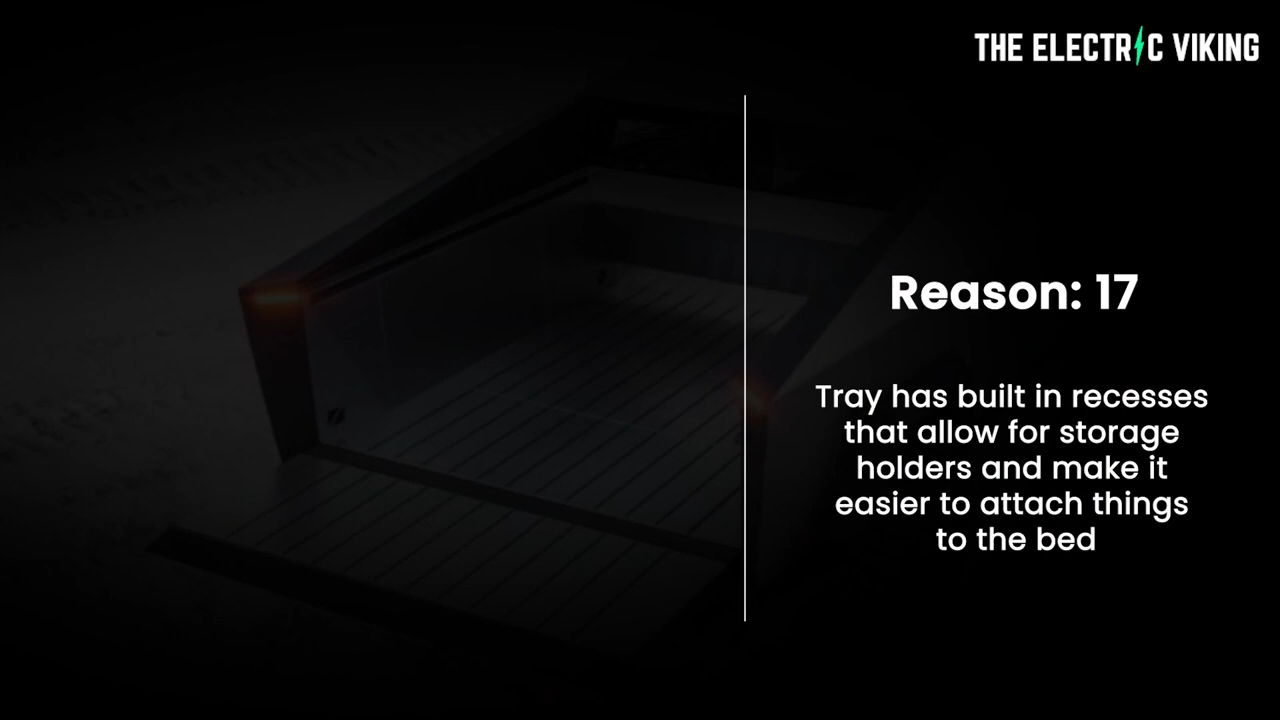 THE ELECTRIC VIKING
Reason: 17
Tray has built in recesses
that allow for storage
holders and make it
easier to attach things
to the bed